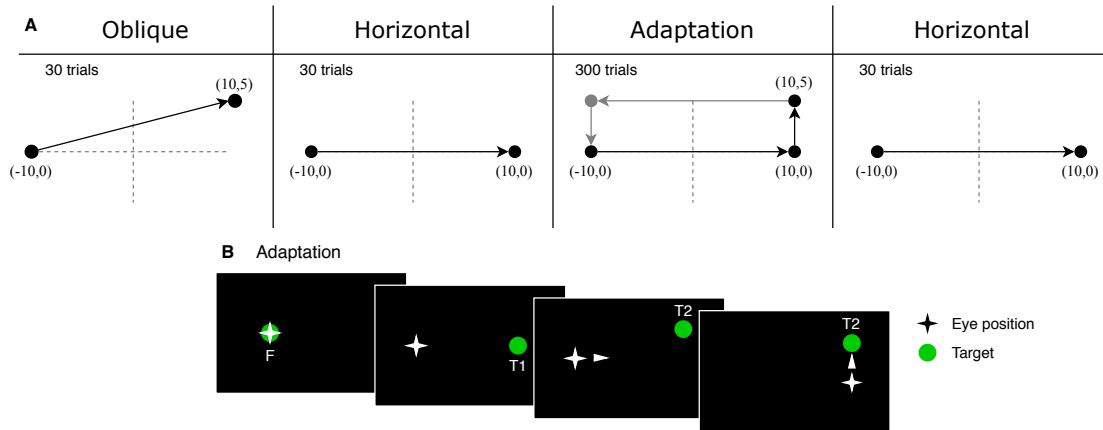 A
Oblique
Horizontal
Adaptation
Horizontal
30 trials
30 trials
300 trials
30 trials
(10,5)
(10,5)
(-10,0)
(-10,0)
(10,0)
(-10,0)
(10,0)
(-10,0)
(10,0)
B Adaptation
F
T1
T2
T2
Eye position
Target